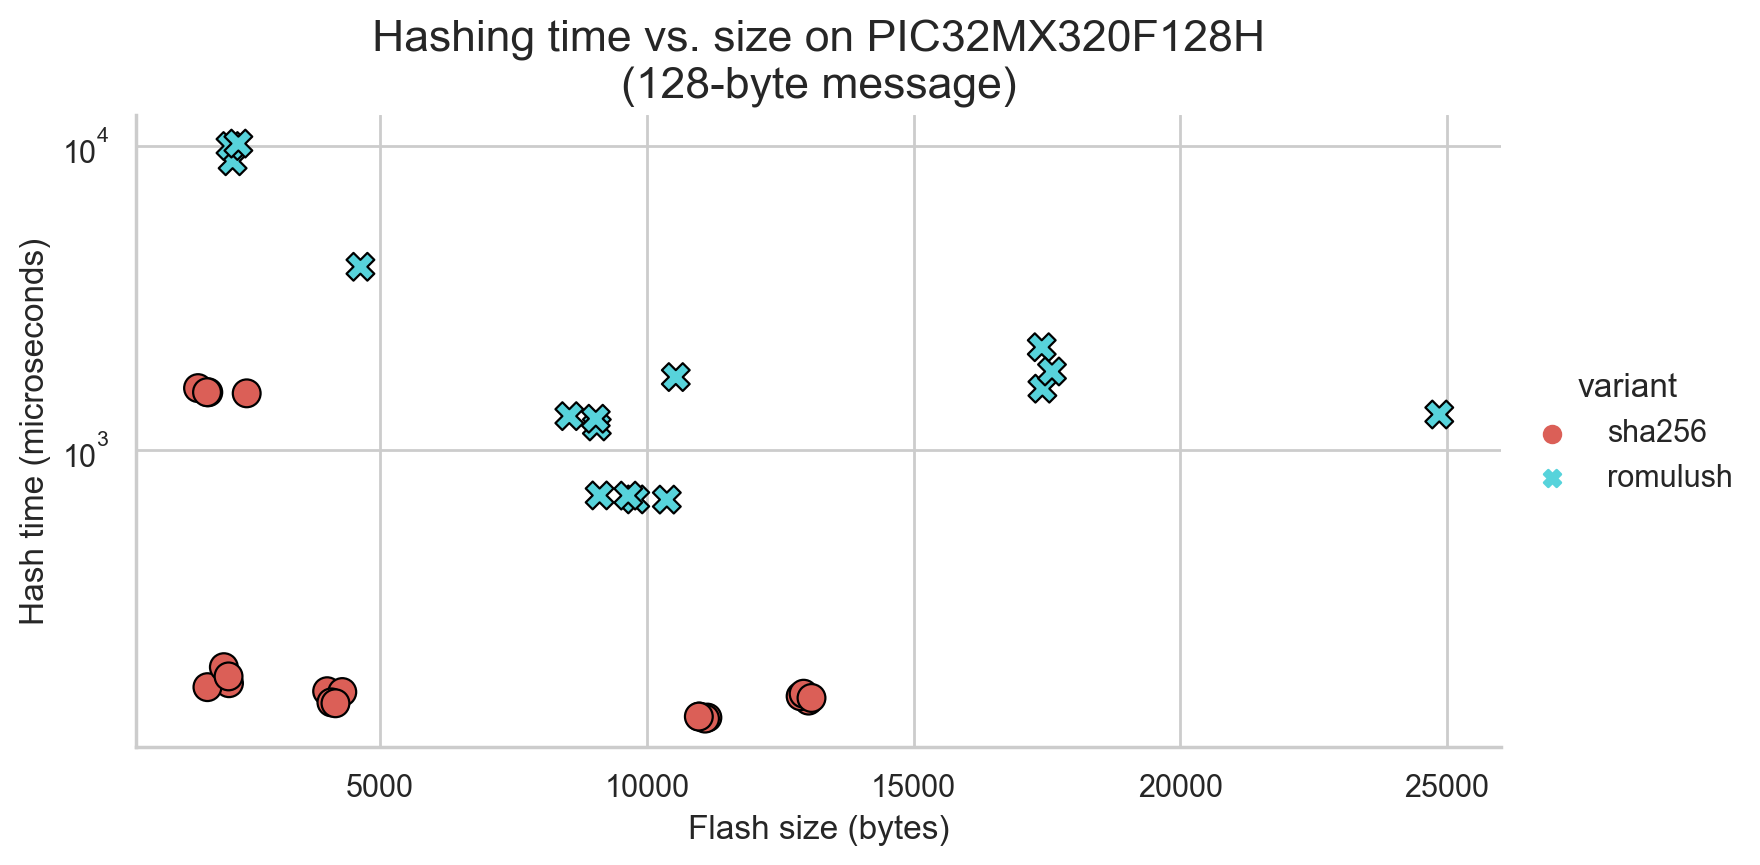 Hashing time vs. size on PIC32MX320F128H
(128-byte message)
10^4
10^3
Hash time (microseconds)
5000 10000 15000 20000 25000
Flash size (bytes)
variant
sha256
romulush